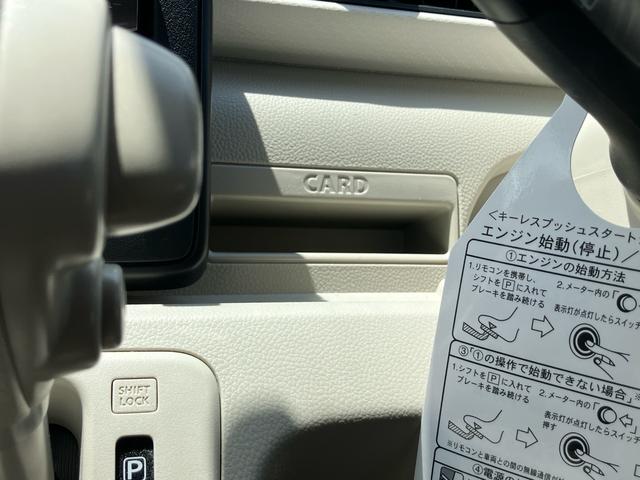 CARD
SHIFT
LOCK
P
<キーレスプッシュスタート
エンジン始動(停止)/
①エンジンの始動方法
1.リモコンを携帯し、
シフトをPに入れて
ブレーキを踏み続ける
2.メーター内の「
表示灯が点灯したらスイッチ
③「①の操作で始動できない場合」※
1.シフトをPに入れて
ブレーキを踏み続ける
2.メーター内の「
表示灯が点灯したらスイッ
押す
※リモコンと車両との間の無線通信が
④電源の